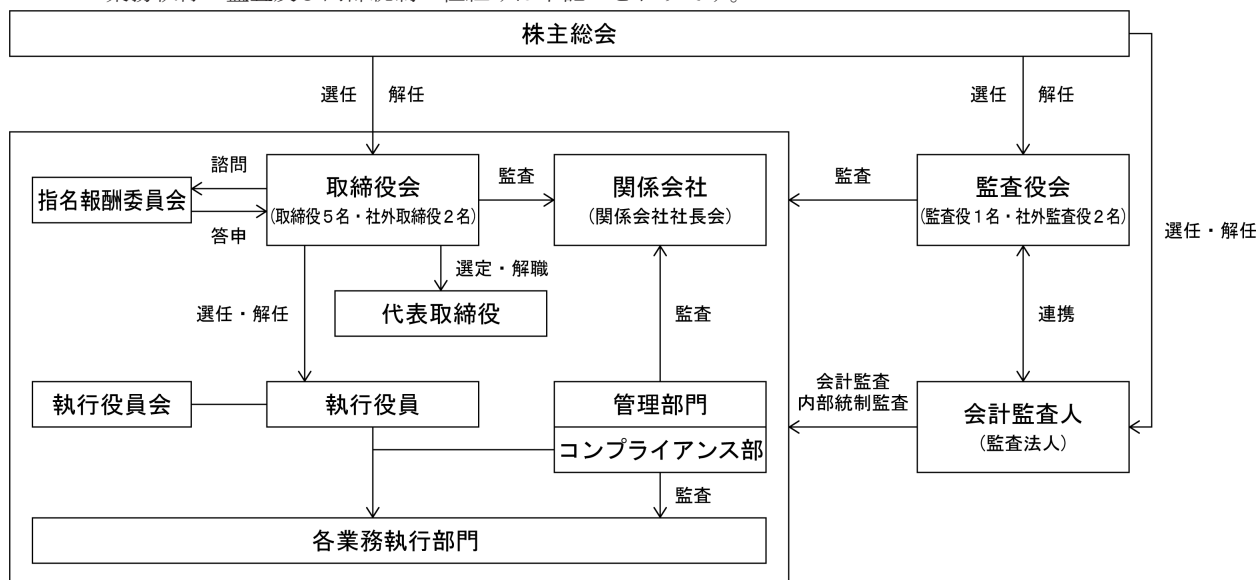 株主総会
選任
解任
選任
解任
選任・解任
諮問
指名報酬委員会
答申
取締役会
(取締役5名・社外取締役2名)
監査
関係会社
(関係会社社長会)
監査
監査役会
(監査役1名・社外監査役2名)
選定・解職
代表取締役
選任・解任
監査
連携
執行役員会
執行役員
管理部門
コンプライアンス部
会計監査
内部統制監査
会計監査人
(監査法人)
監査
各業務執行部門